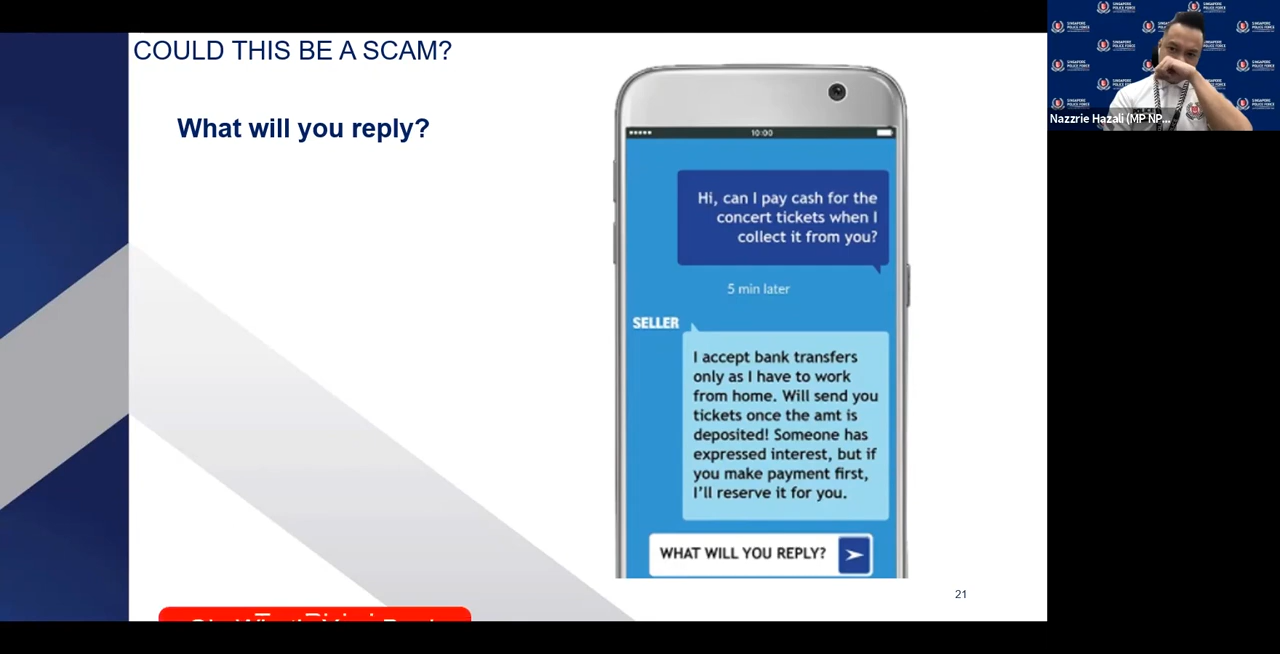 COULD THIS BE A SCAM?
What will you reply?
10:00
Hi, can I pay cash for the
concert tickets when I
collect it from you?
5 min later
SELLER
I accept bank transfers
only as I have to work
from home. Will send you
tickets once the amt is
deposited! Someone has
expressed interest, but if
you make payment first,
I'll reserve it for you.
WHAT WILL YOU REPLY?
21
SINGAPORE
POLICE FORCE
Nazzrie Hazali (MP NP...